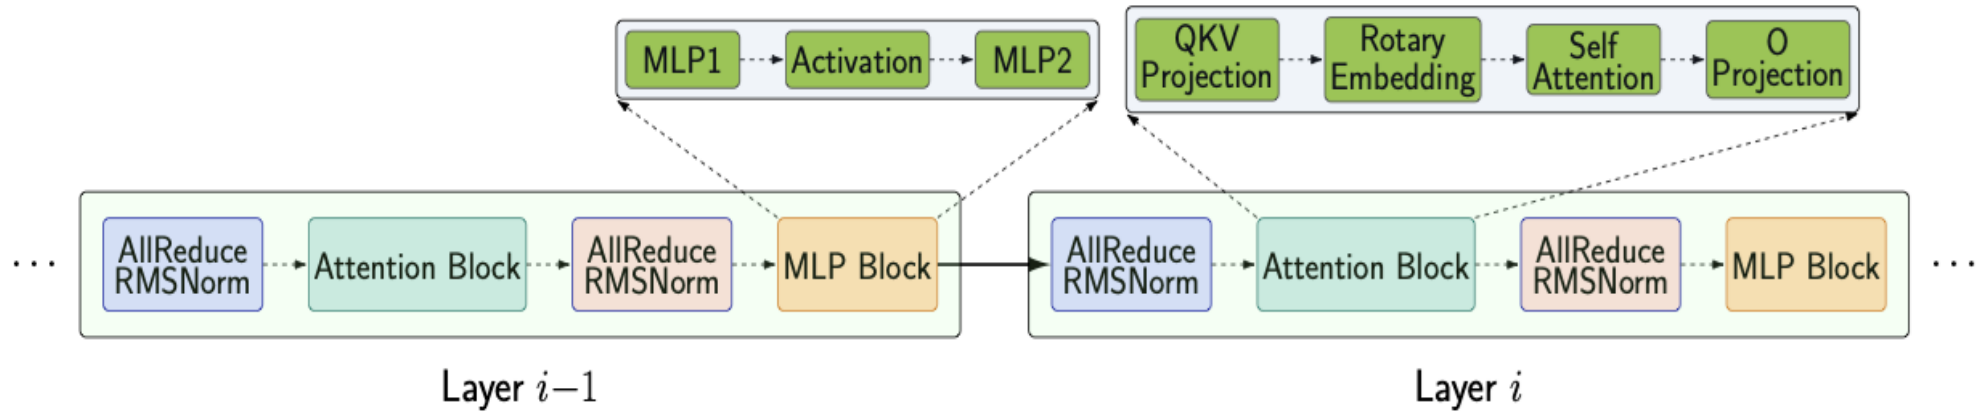 MLP1
Activation
MLP2
QKV
Projection
Rotary
Embedding
Self
Attention
O
Projection
...
AllReduce
RMSNorm
Attention Block
AllReduce
RMSNorm
MLP Block
AllReduce
RMSNorm
Attention Block
AllReduce
RMSNorm
MLP Block
...
Layer i−1
Layer i